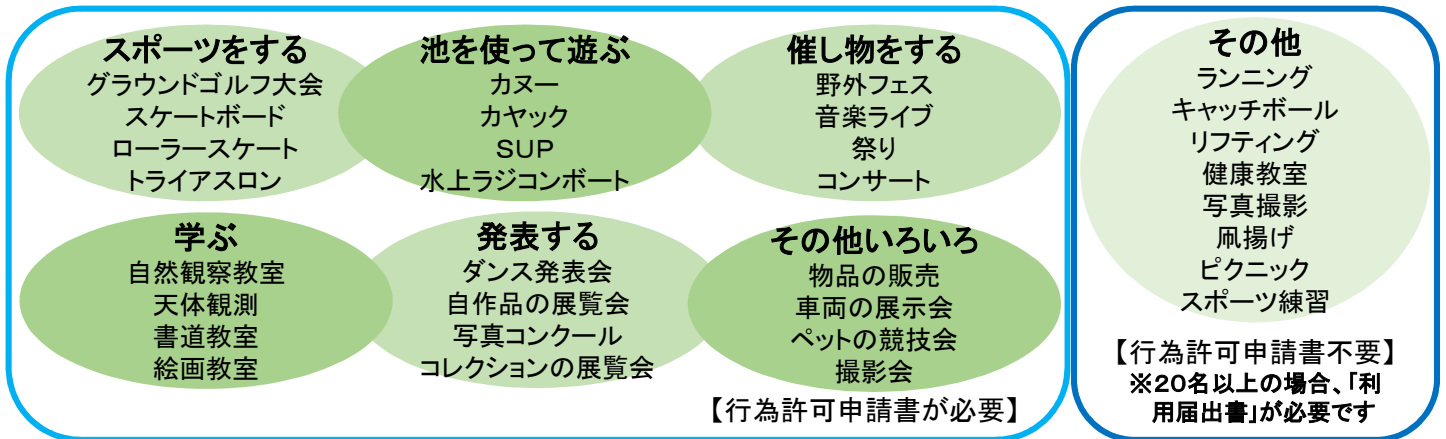 スポーツをする
グラウンドゴルフ大会
スケートボード
ローラースケート
トライアスロン
池を使って遊ぶ
カヌー
カヤック
SUP
水上ラジコンボート
催し物をする
野外フェス
音楽ライブ
祭り
コンサート
学ぶ
自然観察教室
天体観測
書道教室
絵画教室
発表する
ダンス発表会
自作品の展覧会
写真コンクール
コレクションの展覧会
その他いろいろ
物品の販売
車両の展示会
ペットの競技会
撮影会
【行為許可申請書が必要】
その他
ランニング
キャッチボール
リフティング
健康教室
写真撮影
凧揚げ
ピクニック
スポーツ練習
【行為許可申請書不要】
※20名以上の場合、「利
用届出書」が必要です